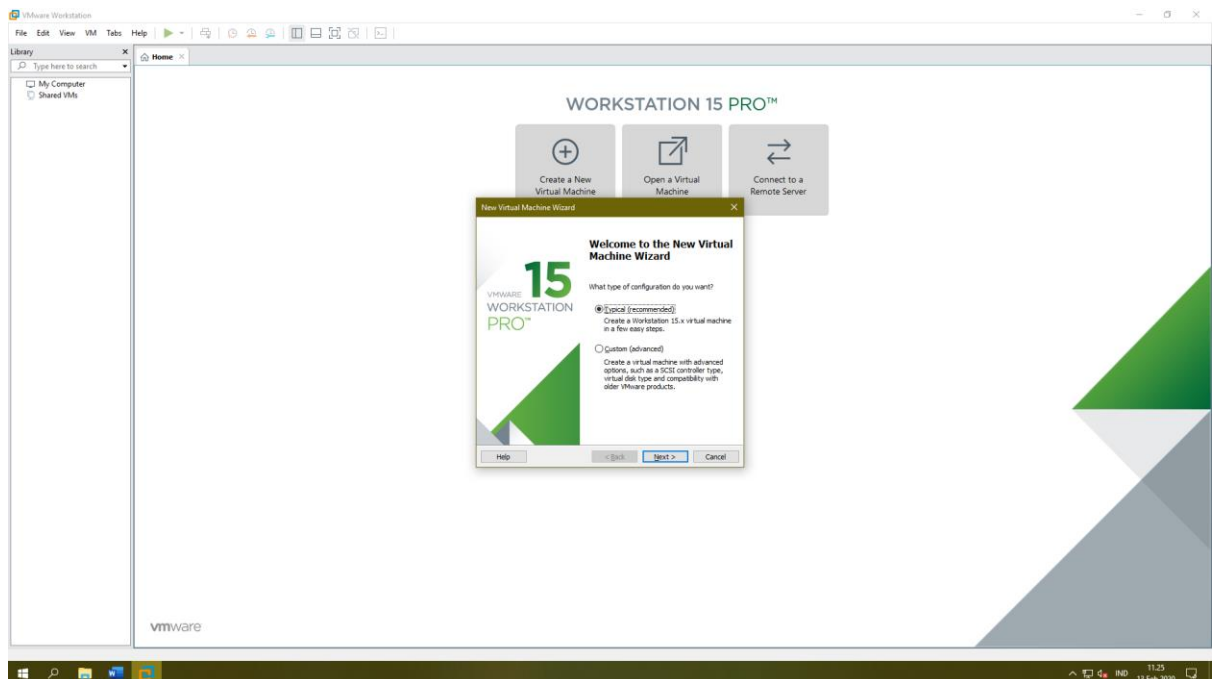 VMware Workstation
File Edit View VM Tabs Help
Library
Type here to search
My Computer
Shared VMs
Home
WORKSTATION 15 PRO™
Create a New
Virtual Machine
Open a Virtual
Machine
Connect to a
Remote Server
New Virtual Machine Wizard
15
VMWARE
WORKSTATION
PRO™
Welcome to the New Virtual
Machine Wizard
What type of configuration do you want?
Typical (recommended)
Create a Workstation 15.x virtual machine
in a few easy steps.
Custom (advanced)
Create a virtual machine with advanced
options, such as a SCSI controller type,
virtual disk type and compatibility with
older VMware products.
Help < Back Next > Cancel
vmware
IND 11.25
13 Feb 2020